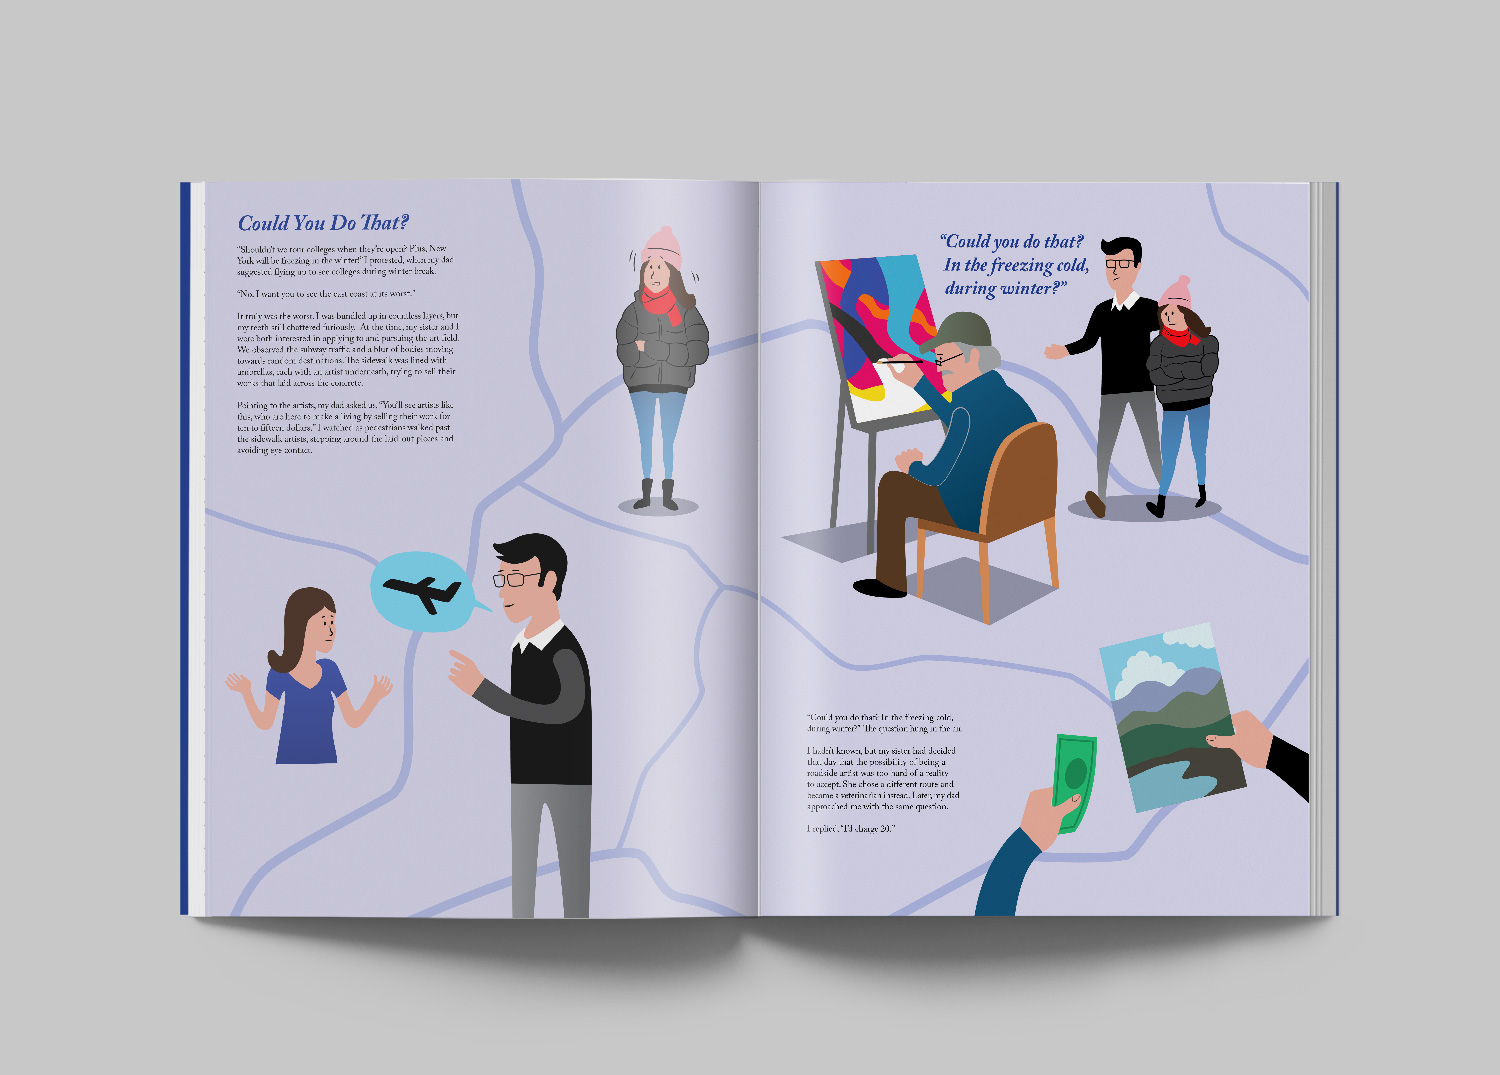 Could You Do That?
“Shouldn't we tour colleges when they're open? Plus, New
York will be freezing in the winter!” I protested, when my dad
suggested flying up to see colleges during winter break.
“No. I want you to see the east coast at its worst.”
It truly was the worst. I was bundled up in countless layers, but
my teeth still chattered furiously. At the time, my sister and I
were both interested in applying to and pursuing the art field.
We observed the subway traffic and a blur of bodies moving
towards random destinations. The sidewalk was lined with
umbrellas, each with an artist underneath, trying to sell their
works that laid across the concrete.
Pointing to the artists, my dad asked us, “You'll see artists like
this, who are here to make a living by selling their work for
ten to fifteen dollars.” I watched as pedestrians walked past
the sidewalk artists, stepping around the laid-out places and
avoiding eye contact.
“Could you do that?
In the freezing cold,
during winter?”
“Could you do that? In the freezing cold,
during winter?” The question hung in the air.
I hadn't known, but my sister had decided
that day that the possibility of being a
roadside artist was too hard of a reality
to accept. She chose a different route and
became a veterinarian instead. Later, my dad
approached me with the same question.
I replied, “I'd charge 20.”